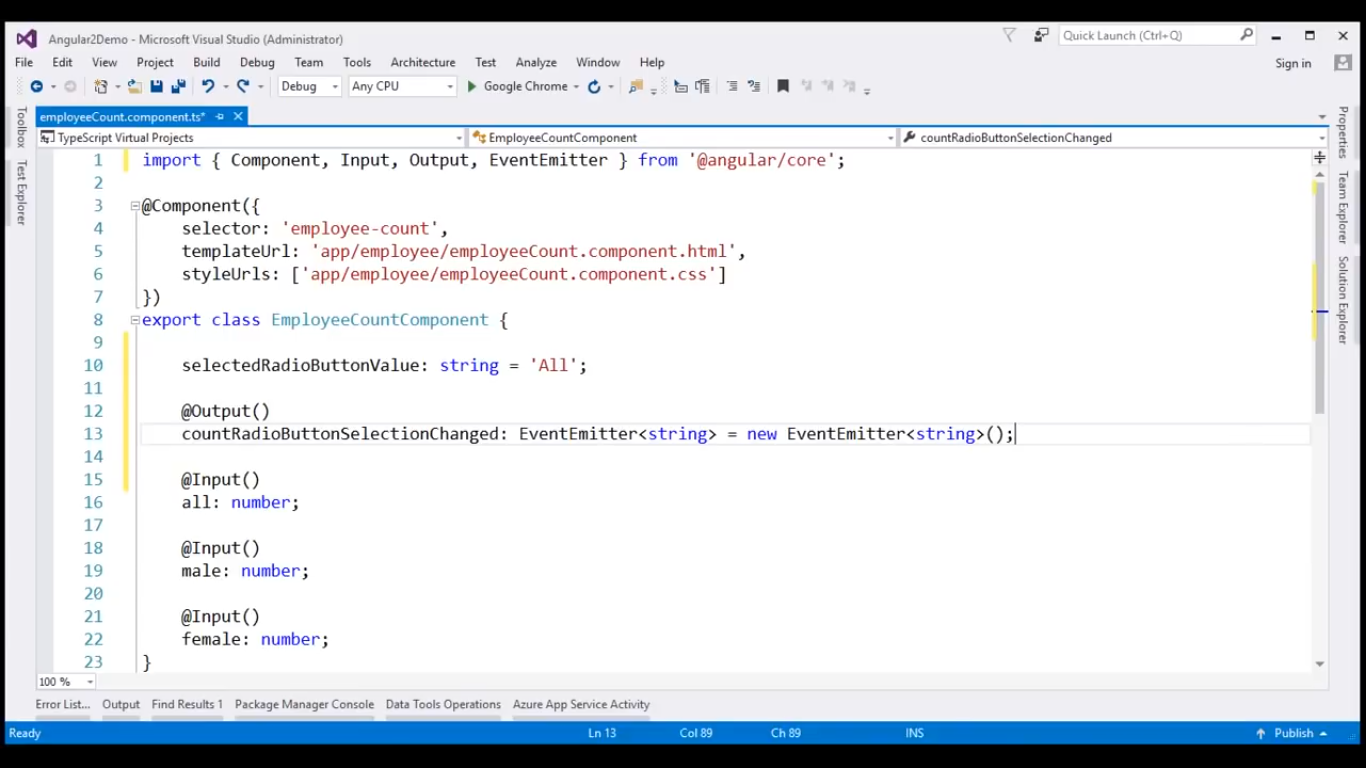 Angular2Demo - Microsoft Visual Studio (Administrator)
Quick Launch (Ctrl+Q)
File Edit View Project Build Debug Team Tools Architecture Test Analyze Window Help
Sign in
Debug Any CPU Google Chrome
employeeCount.component.ts*
TypeScript Virtual Projects EmployeeCountComponent countRadioButtonSelectionChanged
Toolbox
Test Explorer
Properties
Team Explorer
Solution Explorer
1 import { Component, Input, Output, EventEmitter } from '@angular/core';
2
3 @Component({
4 selector: 'employee-count',
5 templateUrl: 'app/employee/employeeCount.component.html',
6 styleUrls: ['app/employee/employeeCount.component.css']
7 })
8 export class EmployeeCountComponent {
9
10 selectedRadioButtonValue: string = 'All';
11
12 @Output()
13 countRadioButtonSelectionChanged: EventEmitter<string> = new EventEmitter<string>();
14
15 @Input()
16 all: number;
17
18 @Input()
19 male: number;
20
21 @Input()
22 female: number;
23 }
100 %
Error List... Output Find Results 1 Package Manager Console Data Tools Operations Azure App Service Activity
Ready Ln 13 Col 89 Ch 89 INS Publish